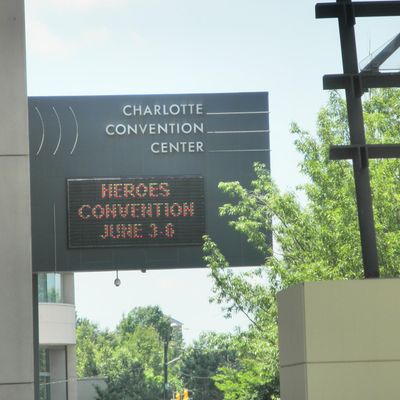 CHARLOTTE
CONVENTION
CENTER
HEROES
CONVENTION
JUNE 3-6